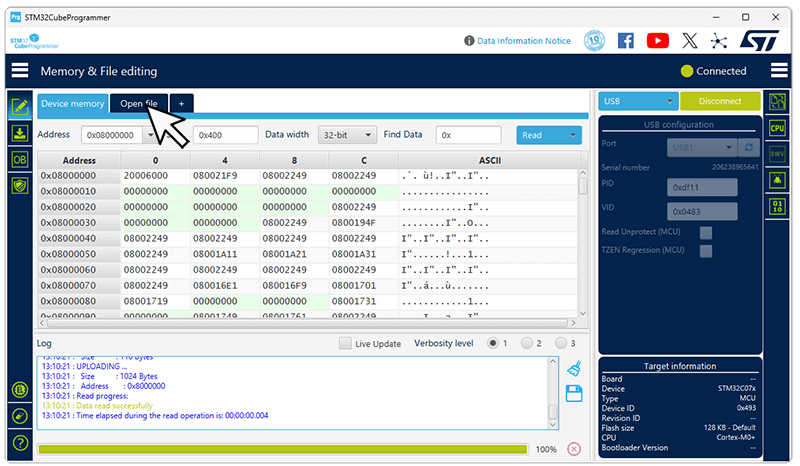 STM32CubeProgrammer
STM32 CubeProgrammer
Data Information Notice
Memory & File editing
Connected
Device memory Open file +
Address 0x08000000 0x400 Data width 32-bit Find Data 0x Read
Address 0 4 8 C ASCII
0x08000000 20006000 080021F9 08002249 08002249 .`. ù!..I"..I"..
0x08000010 00000000 00000000 00000000 00000000 ................
0x08000020 00000000 00000000 00000000 08002249 ............I"..
0x08000030 00000000 00000000 08002249 0800194F ........I"..O...
0x08000040 08002249 08002249 08002249 08002249 I"..I"..I"..I"..
0x08000050 08002249 08001A11 08001A21 08001A31 I"......!...1...
0x08000060 08002249 08002249 08002249 08002249 I"..I"..I"..I"..
0x08000070 08002249 080016E1 080016F9 08001701 I"..á...ù.......
0x08000080 08001719 00000000 00000000 08001731 ............1...
0x08000090 08001749 08001761 08002249
Log Live Update Verbosity level 1 2 3
13:10:21 : Size : 116 Bytes
13:10:21 : UPLOADING ...
13:10:21 : Size : 1024 Bytes
13:10:21 : Address : 0x8000000
13:10:21 : Read progress:
13:10:21 : Data read successfully
13:10:21 : Time elapsed during the read operation is: 00:00:00.004
100%
USB Disconnect
USB configuration
Port USB1
Serial number 206238965641
PID 0xdf11
VID 0x0483
Read Unprotect (MCU)
TZEN Regression (MCU)
Target information
Board --
Device STM32C07x
Type MCU
Device ID 0x493
Revision ID --
Flash size 128 KB - Default
CPU Cortex-M0+
Bootloader Version --
OB
CPU
SWV
01
10